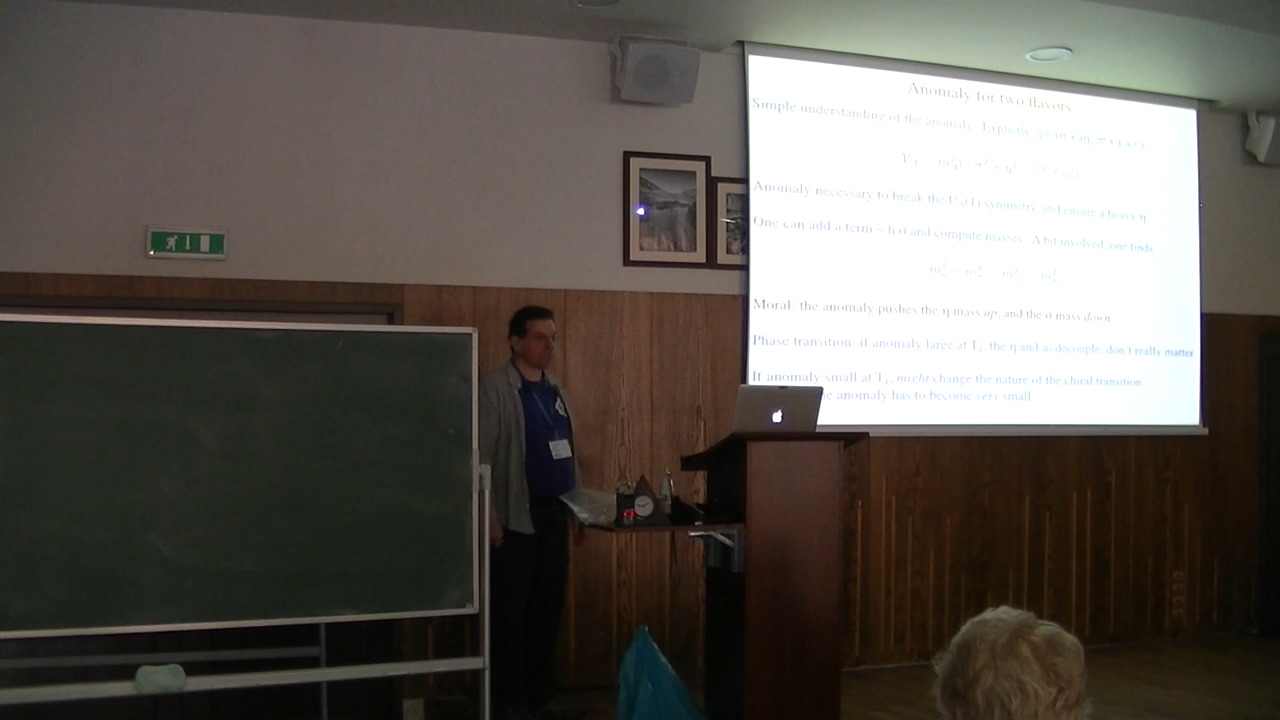 Anomaly for two flavors
Simple understanding of the anomaly. Explicitly,
Anomaly necessary to break the U_A(1) symmetry, and ensure a heavy η
One can add a term ~ h σ and compute masses. A bit involved, one finds
Moral: the anomaly pushes the η mass up, and the σ mass down
Phase transition: if anomaly large at T, the η and a₀ decouple, don't really matter
If anomaly small at T, might change the nature of the chiral transition
anomaly has to become very small